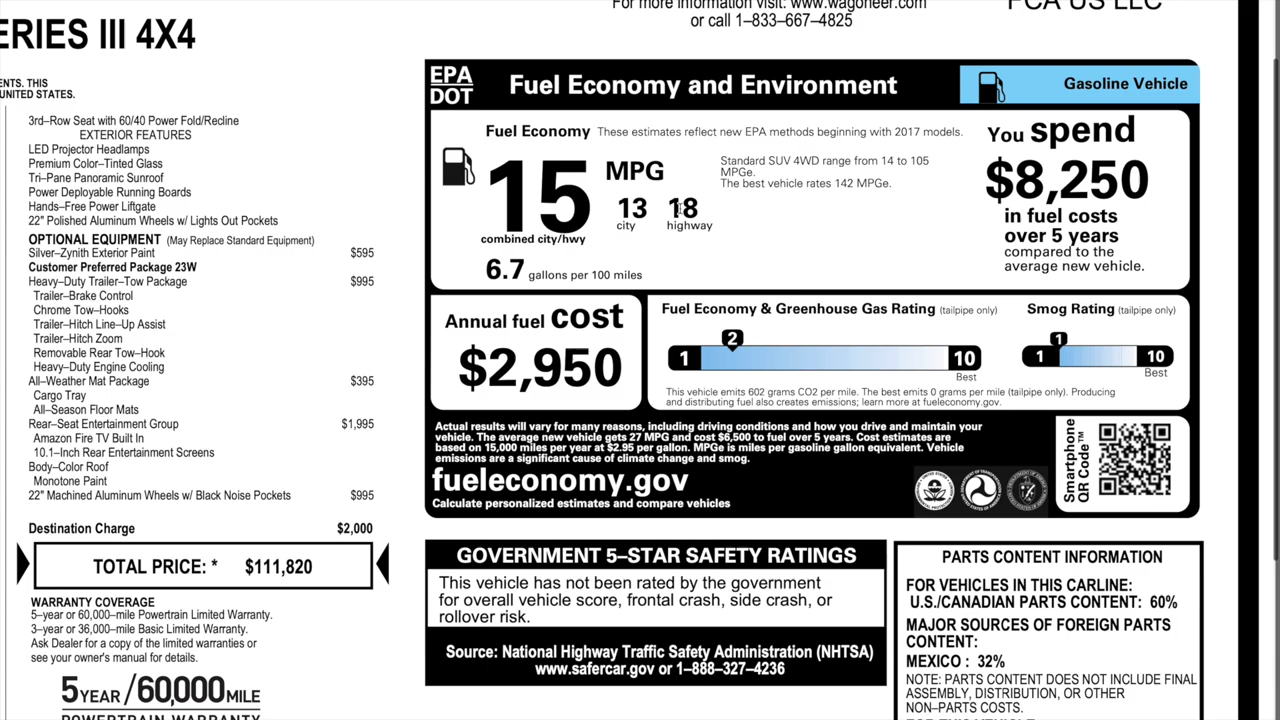 For more information visit: www.wagoneer.com
or call 1–833–667–4825
FCA US LLC
ERIES III 4X4
ENTS. THIS
UNITED STATES.
3rd–Row Seat with 60/40 Power Fold/Recline
EXTERIOR FEATURES
LED Projector Headlamps
Premium Color–Tinted Glass
Tri–Pane Panoramic Sunroof
Power Deployable Running Boards
Hands–Free Power Liftgate
22" Polished Aluminum Wheels w/ Lights Out Pockets
OPTIONAL EQUIPMENT (May Replace Standard Equipment)
Silver–Zynith Exterior Paint $595
Customer Preferred Package 23W
Heavy–Duty Trailer–Tow Package $995
Trailer–Brake Control
Chrome Tow–Hooks
Trailer–Hitch Line–Up Assist
Trailer–Hitch Zoom
Removable Rear Tow–Hook
Heavy–Duty Engine Cooling
All–Weather Mat Package $395
Cargo Tray
All–Season Floor Mats
Rear–Seat Entertainment Group $1,995
Amazon Fire TV Built In
10.1–Inch Rear Entertainment Screens
Body–Color Roof
Monotone Paint
22" Machined Aluminum Wheels w/ Black Noise Pockets $995
Destination Charge $2,000
TOTAL PRICE: * $111,820
WARRANTY COVERAGE
5–year or 60,000–mile Powertrain Limited Warranty.
3–year or 36,000–mile Basic Limited Warranty.
Ask Dealer for a copy of the limited warranties or
see your owner's manual for details.
5 YEAR/60,000 MILE
POWERTRAIN WARRANTY
EPA
DOT
Fuel Economy and Environment
Gasoline Vehicle
Fuel Economy These estimates reflect new EPA methods beginning with 2017 models.
15 MPG
13 18
city highway
combined city/hwy
6.7 gallons per 100 miles
Standard SUV 4WD range from 14 to 105
MPGe.
The best vehicle rates 142 MPGe.
You spend
$8,250
in fuel costs
over 5 years
compared to the
average new vehicle.
Annual fuel cost
$2,950
Fuel Economy & Greenhouse Gas Rating (tailpipe only)
2
1 10
Best
Smog Rating (tailpipe only)
1
1 10
Best
This vehicle emits 602 grams CO2 per mile. The best emits 0 grams per mile (tailpipe only). Producing
and distributing fuel also creates emissions; learn more at fueleconomy.gov.
Actual results will vary for many reasons, including driving conditions and how you drive and maintain your
vehicle. The average new vehicle gets 27 MPG and cost $6,500 to fuel over 5 years. Cost estimates are
based on 15,000 miles per year at $2.95 per gallon. MPGe is miles per gasoline gallon equivalent. Vehicle
emissions are a significant cause of climate change and smog.
fueleconomy.gov
Calculate personalized estimates and compare vehicles
Smartphone
QR Code™
GOVERNMENT 5–STAR SAFETY RATINGS
This vehicle has not been rated by the government
for overall vehicle score, frontal crash, side crash, or
rollover risk.
Source: National Highway Traffic Safety Administration (NHTSA)
www.safercar.gov or 1–888–327–4236
PARTS CONTENT INFORMATION
FOR VEHICLES IN THIS CARLINE:
U.S./CANADIAN PARTS CONTENT: 60%
MAJOR SOURCES OF FOREIGN PARTS
CONTENT:
MEXICO : 32%
NOTE: PARTS CONTENT DOES NOT INCLUDE FINAL
ASSEMBLY, DISTRIBUTION, OR OTHER
NON–PARTS COSTS.